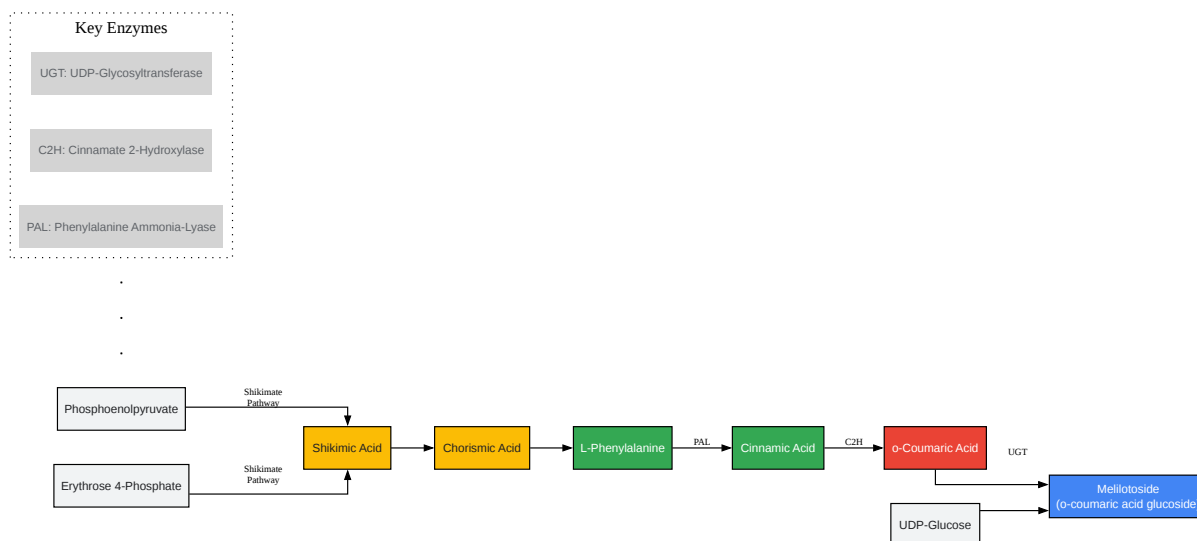 Key Enzymes
UGT: UDP-Glycosyltransferase
C2H: Cinnamate 2-Hydroxylase
PAL: Phenylalanine Ammonia-Lyase
Phosphoenolpyruvate
Shikimate
Pathway
Erythrose 4-Phosphate
Shikimate
Pathway
Shikimic Acid
Chorismic Acid
L-Phenylalanine
PAL
Cinnamic Acid
C2H
o-Coumaric Acid
UGT
UDP-Glucose
Melilotoside
(o-coumaric acid glucoside)